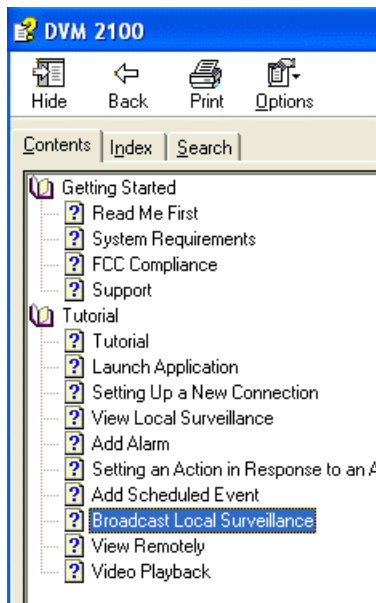 DVM 2100
Hide Back Print Options
Contents Index Search
Getting Started
Read Me First
System Requirements
FCC Compliance
Support
Tutorial
Tutorial
Launch Application
Setting Up a New Connection
View Local Surveillance
Add Alarm
Setting an Action in Response to an
Add Scheduled Event
Broadcast Local Surveillance
View Remotely
Video Playback